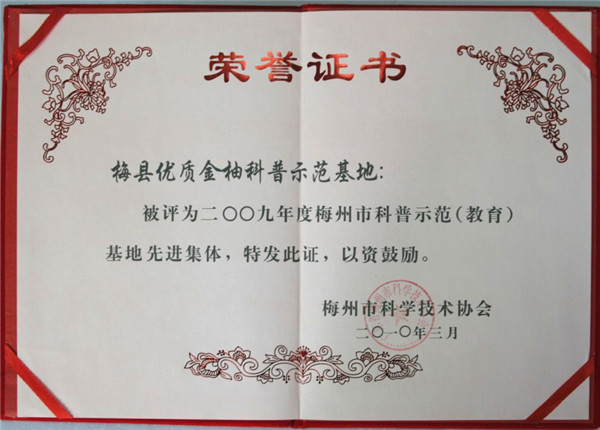 荣誉证书
梅县优质金柚科普示范基地：
被评为二〇〇九年度梅州市科普示范（教育）
基地先进集体，特发此证，以资鼓励。
梅州市科学技术协会
二〇一〇年三月